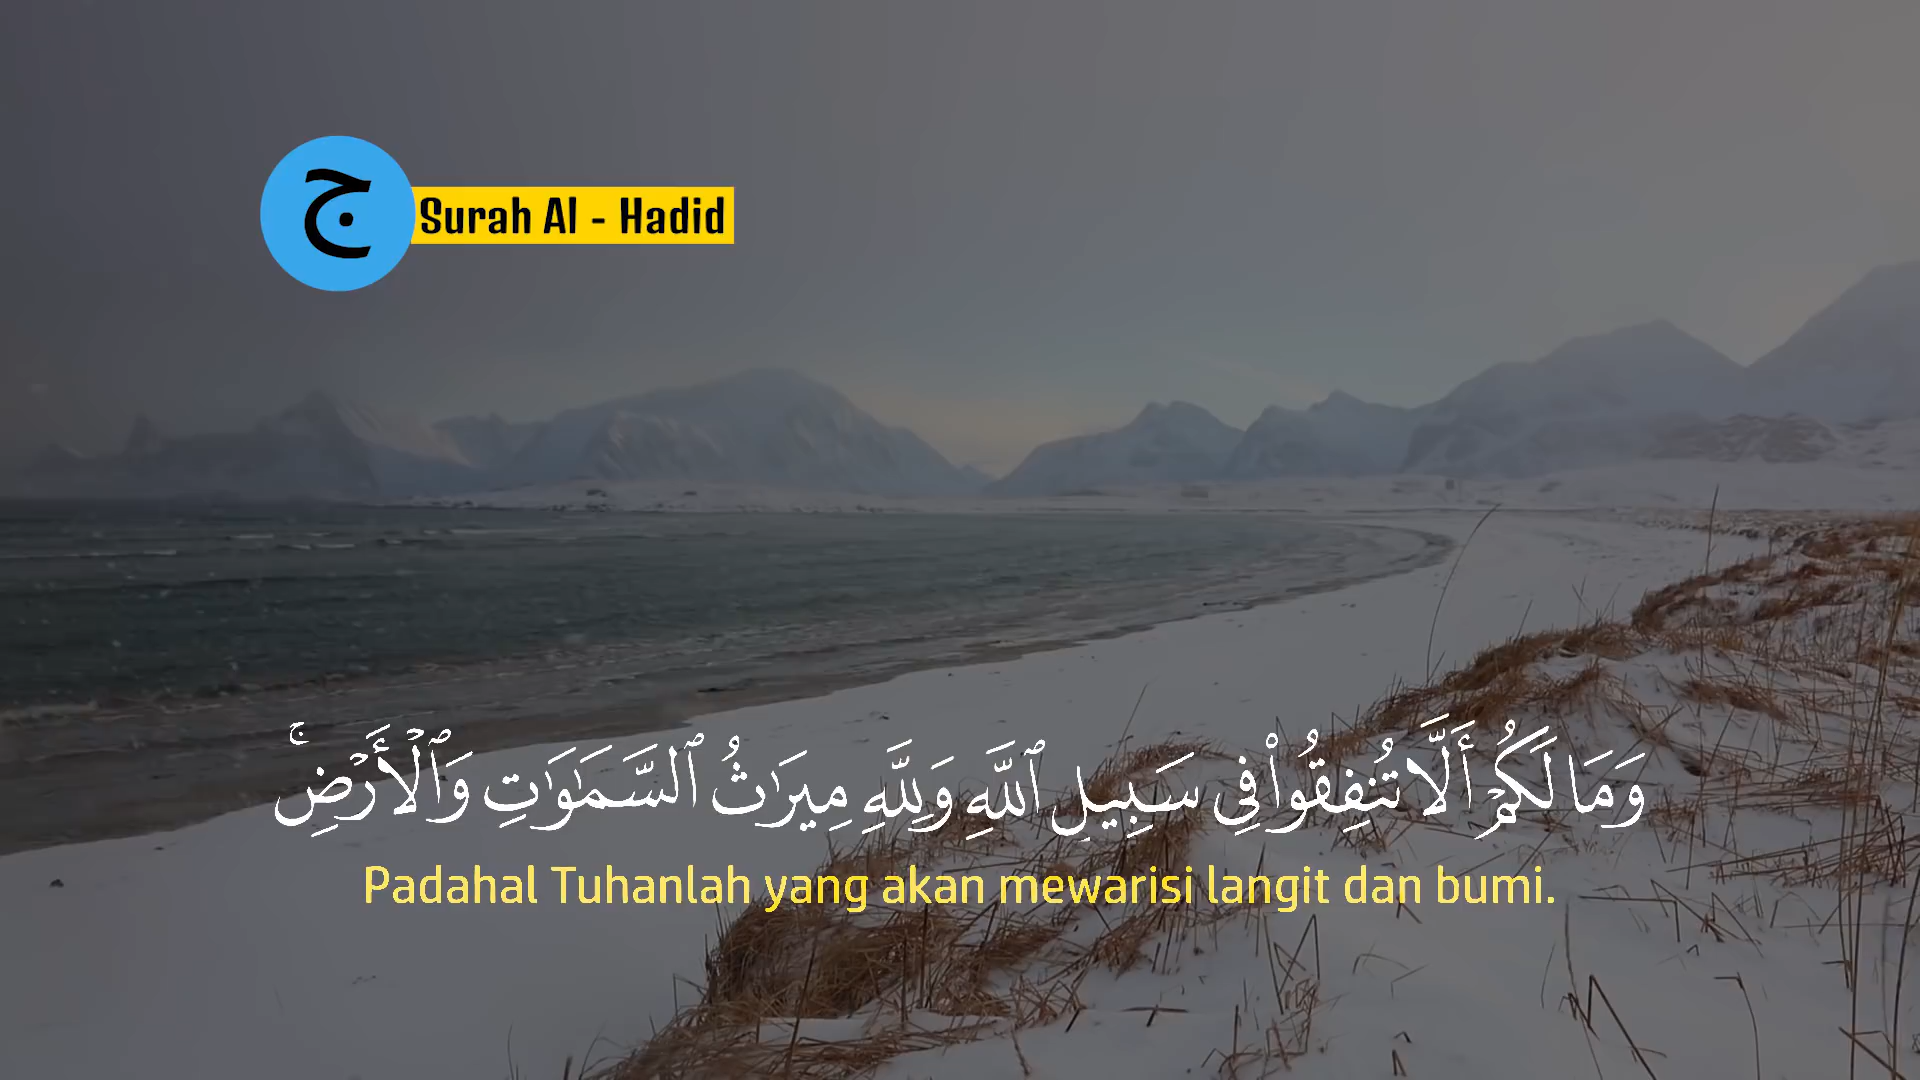 ج
Surah Al - Hadid
وَمَا لَكُمْ أَلَّا تُنفِقُوا۟ فِى سَبِيلِ ٱللَّهِ وَلِلَّهِ مِيرَٰثُ ٱلسَّمَـٰوَٰتِ وَٱلْأَرْضِ ۚ
Padahal Tuhanlah yang akan mewarisi langit dan bumi.